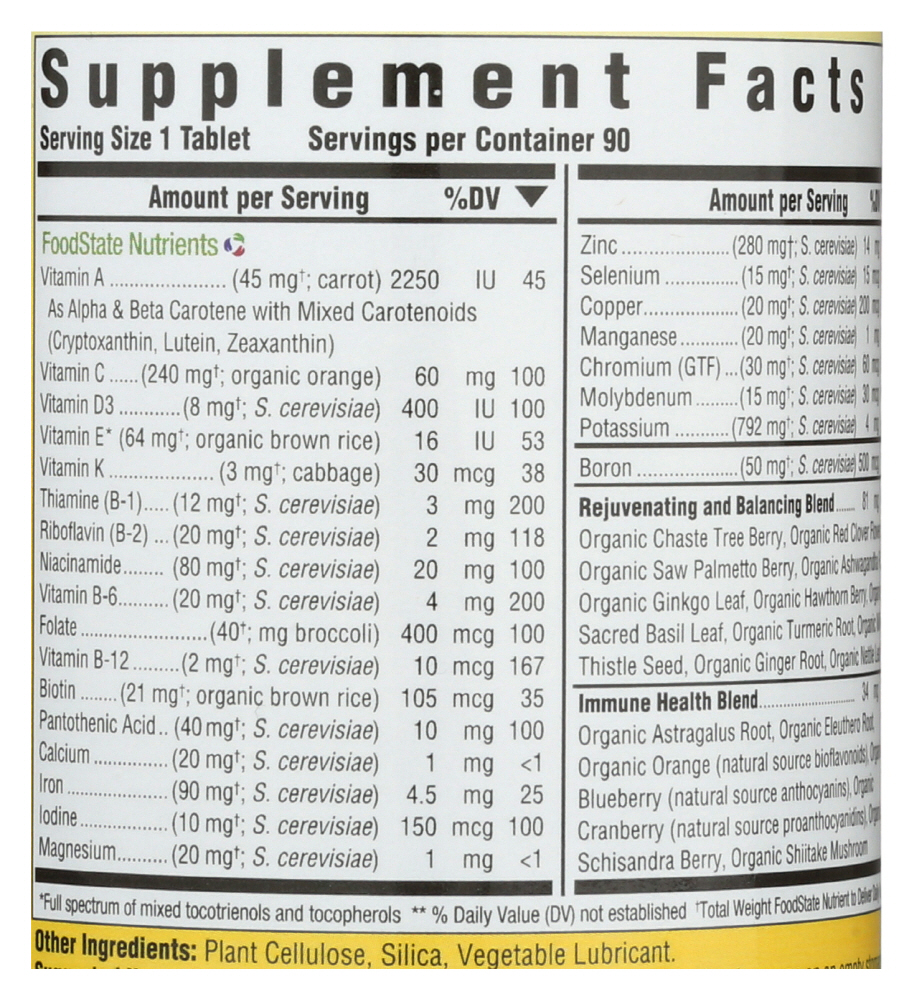 Supplement Facts
Serving Size 1 Tablet Servings per Container 90
Amount per Serving %DV ▼
FoodState Nutrients
Vitamin A .................... (45 mg†; carrot) 2250 IU 45
As Alpha & Beta Carotene with Mixed Carotenoids
(Cryptoxanthin, Lutein, Zeaxanthin)
Vitamin C ...... (240 mg†; organic orange) 60 mg 100
Vitamin D3 ........... (8 mg†; S. cerevisiae) 400 IU 100
Vitamin E* (64 mg†; organic brown rice) 16 IU 53
Vitamin K ................... (3 mg†; cabbage) 30 mcg 38
Thiamine (B-1)..... (12 mg†; S. cerevisiae) 3 mg 200
Riboflavin (B-2) ... (20 mg†; S. cerevisiae) 2 mg 118
Niacinamide........ (80 mg†; S. cerevisiae) 20 mg 100
Vitamin B-6.......... (20 mg†; S. cerevisiae) 4 mg 200
Folate ...................... (40†; mg broccoli) 400 mcg 100
Vitamin B-12 ......... (2 mg†; S. cerevisiae) 10 mcg 167
Biotin ........ (21 mg†; organic brown rice) 105 mcg 35
Pantothenic Acid .. (40 mg†; S. cerevisiae) 10 mg 100
Calcium .............. (20 mg†; S. cerevisiae) 1 mg <1
Iron .................... (90 mg†; S. cerevisiae) 4.5 mg 25
Iodine................. (10 mg†; S. cerevisiae) 150 mcg 100
Magnesium.......... (20 mg†; S. cerevisiae) 1 mg <1
Amount per Serving
Zinc .................... (280 mg†; S. cerevisiae) 14
Selenium .............. (15 mg†; S. cerevisiae) 15
Copper................. (20 mg†; S. cerevisiae) 200
Manganese........... (20 mg†; S. cerevisiae) 1
Chromium (GTF) ... (30 mg†; S. cerevisiae) 60
Molybdenum ........ (15 mg†; S. cerevisiae) 30
Potassium .......... (792 mg†; S. cerevisiae) 4
Boron .................. (50 mg†; S. cerevisiae) 500
Rejuvenating and Balancing Blend ....... 81
Organic Chaste Tree Berry, Organic Red Clover
Organic Saw Palmetto Berry, Organic Ashwagandha
Organic Ginkgo Leaf, Organic Hawthorn Berry,
Sacred Basil Leaf, Organic Turmeric Root,
Thistle Seed, Organic Ginger Root, Organic Nettle
Immune Health Blend........................ 34
Organic Astragalus Root, Organic Eleuthero Root,
Organic Orange (natural source bioflavonoids),
Blueberry (natural source anthocyanins), Organic
Cranberry (natural source proanthocyanidins),
Schisandra Berry, Organic Shiitake Mushroom
*Full spectrum of mixed tocotrienols and tocopherols ** % Daily Value (DV) not established †Total Weight FoodState Nutrient to Deliver
Other Ingredients: Plant Cellulose, Silica, Vegetable Lubricant.